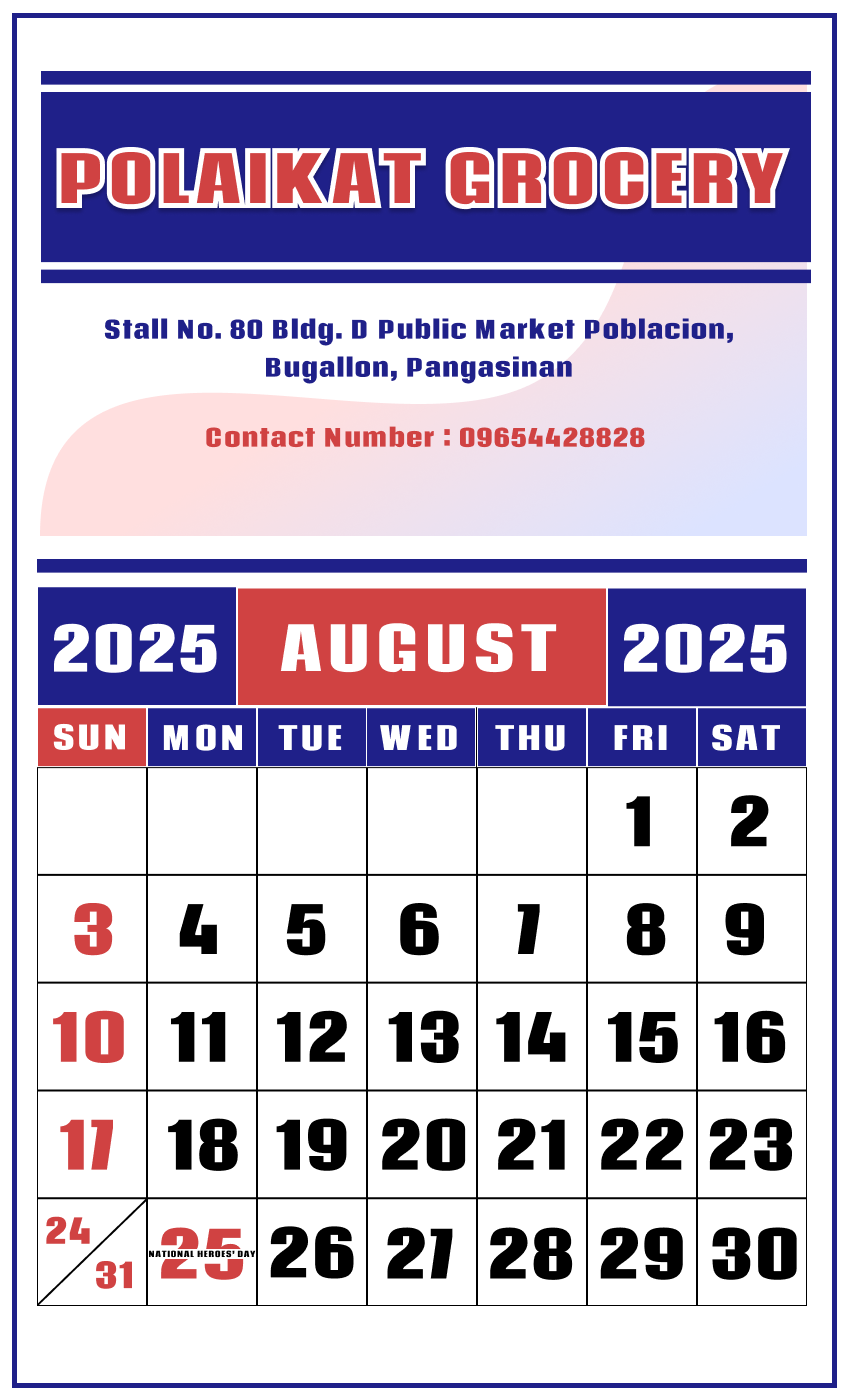 POLAIKAT GROCERY
Stall No. 80 Bldg. D Public Market Poblacion,
Bugallon, Pangasinan
Contact Number : 09654428828
2025 AUGUST 2025
SUN MON TUE WED THU FRI SAT
1 2
3 4 5 6 7 8 9
10 11 12 13 14 15 16
17 18 19 20 21 22 23
24 31 25 NATIONAL HEROES' DAY 26 27 28 29 30